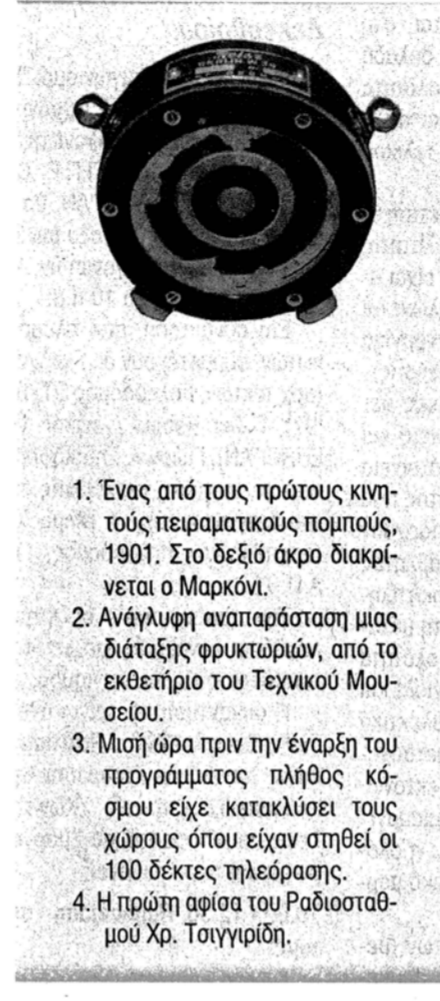 1. Ένας από τους πρώτους κινη-
τούς πειραματικούς πομπούς,
1901. Στο δεξιό άκρο διακρί-
νεται ο Μαρκόνι.
2. Ανάγλυφη αναπαράσταση μιας
διάταξης φρυκτωριών, από το
εκθετήριο του Τεχνικού Μου-
σείου.
3. Μισή ώρα πριν την έναρξη του
προγράμματος πλήθος κό-
σμου είχε κατακλύσει τους
χώρους όπου είχαν στηθεί οι
100 δέκτες τηλεόρασης.
4. Η πρώτη αφίσα του Ραδιοσταθ-
μού Χρ. Τσιγγιρίδη.